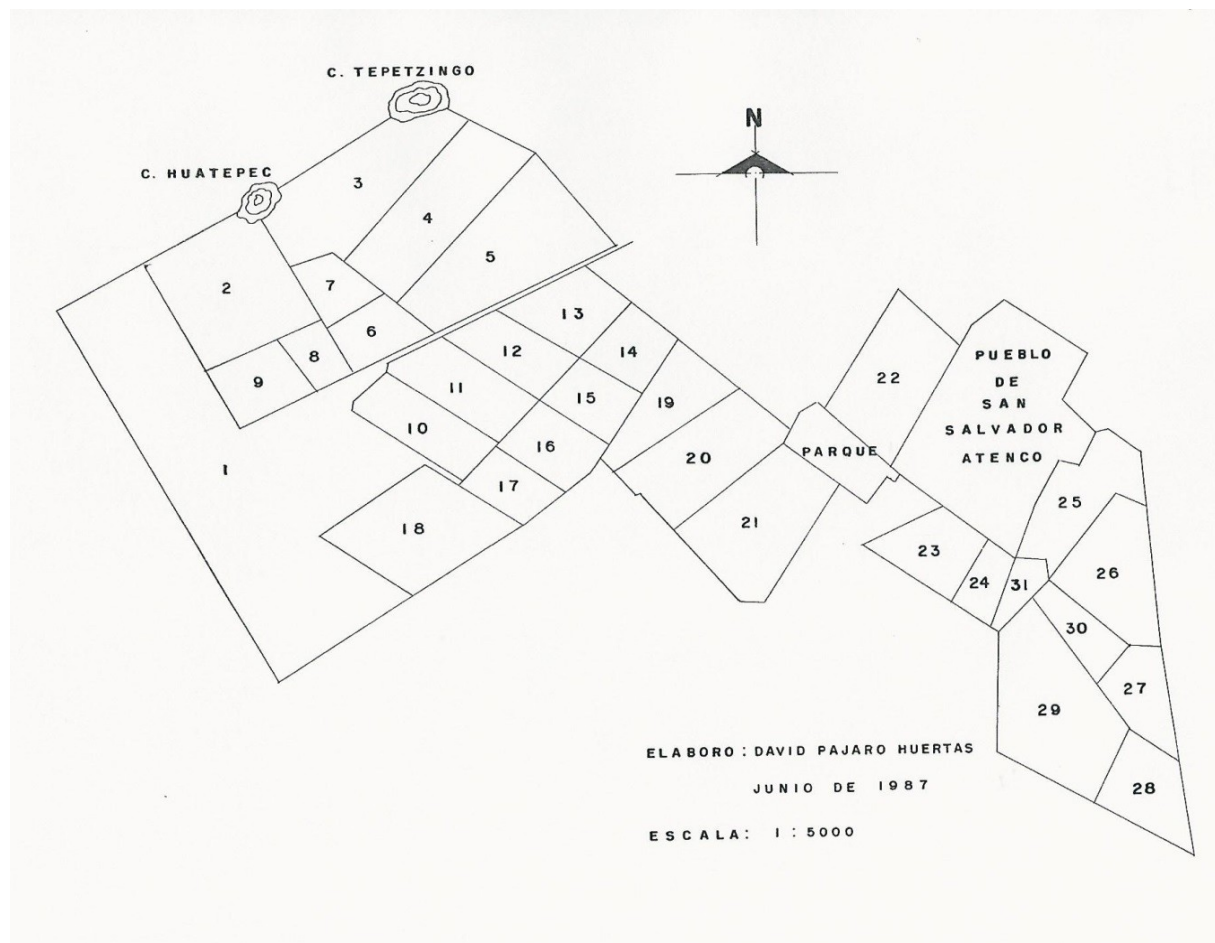 C. TEPETZINGO
N
C. HUATEPEC
3
4
5
2
7
6
8
9
13
12
14
11
15
19
10
16
17
20
18
1
21
22
PARQUE
PUEBLO
DE
SAN
SALVADOR
ATENCO
25
23
24
31
26
30
27
29
28
ELABORO: DAVID PAJARO HUERTAS
JUNIO DE 1987
ESCALA: 1:5000